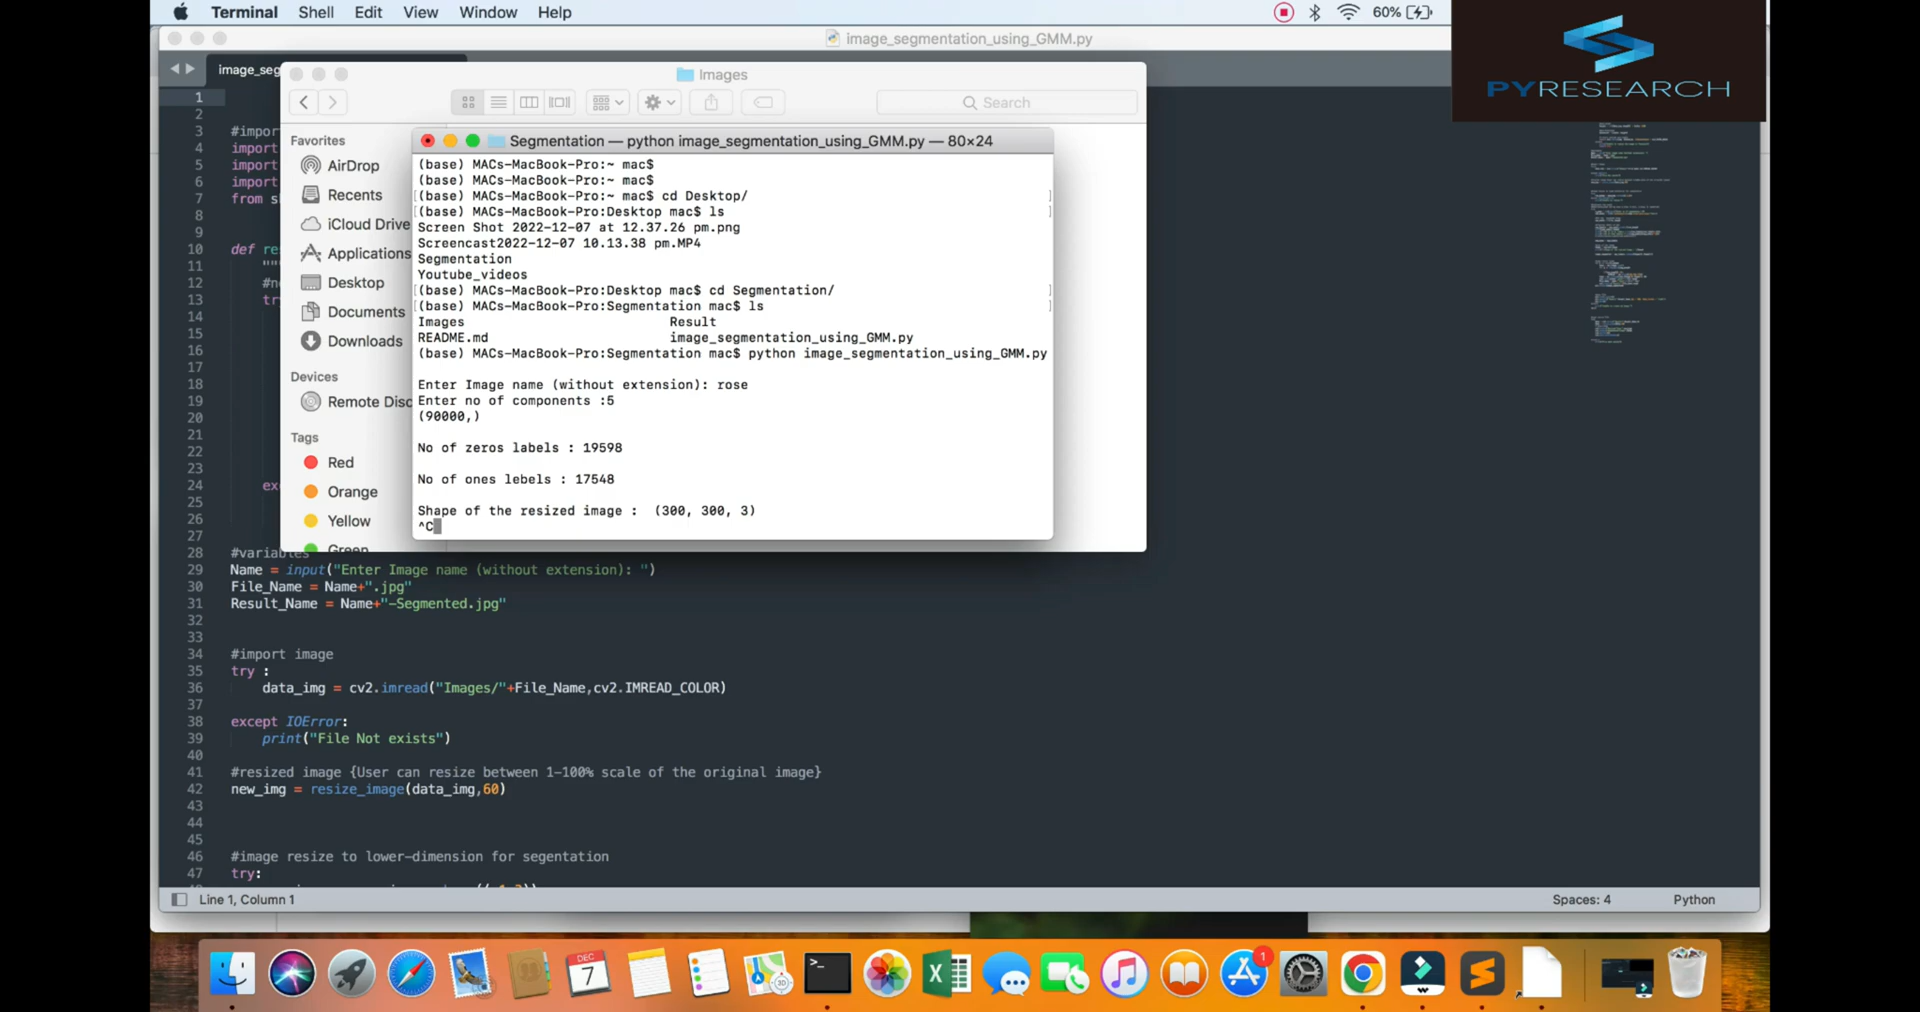 Terminal Shell Edit View Window Help
60%
PYRESEARCH
image_segmentation_using_GMM.py
image_seg
Images
Search
Favorites
AirDrop
Recents
iCloud Drive
Applications
Desktop
Documents
Downloads
Devices
Remote Disc
Tags
Red
Orange
Yellow
Green
Segmentation — python image_segmentation_using_GMM.py — 80×24
(base) MACs-MacBook-Pro:~ mac$
(base) MACs-MacBook-Pro:~ mac$
(base) MACs-MacBook-Pro:~ mac$ cd Desktop/
(base) MACs-MacBook-Pro:Desktop mac$ ls
Screen Shot 2022-12-07 at 12.37.26 pm.png
Screencast2022-12-07 10.13.38 pm.MP4
Segmentation
Youtube_videos
(base) MACs-MacBook-Pro:Desktop mac$ cd Segmentation/
(base) MACs-MacBook-Pro:Segmentation mac$ ls
Images Result
README.md image_segmentation_using_GMM.py
(base) MACs-MacBook-Pro:Segmentation mac$ python image_segmentation_using_GMM.py
Enter Image name (without extension): rose
Enter no of components :5
(90000,)
No of zeros labels : 19598
No of ones lebels : 17548
Shape of the resized image : (300, 300, 3)
^C
1
2
3 #impor
4 import
5 import
6 import
7 from s
8
9
10 def re
11 """
12 #n
13 try
14
15
16
17
18
19
20
21
22
23
24 ex
25
26
28 #variables
29 Name = input("Enter Image name (without extension): ")
30 File_Name = Name+".jpg"
31 Result_Name = Name+"-Segmented.jpg"
32
33
34 #import image
35 try :
36 data_img = cv2.imread("Images/"+File_Name,cv2.IMREAD_COLOR)
37
38 except IOError:
39 print("File Not exists")
40
41 #resized image {User can resize between 1-100% scale of the original image}
42 new_img = resize_image(data_img,60)
43
44
45
46 #image resize to lower-dimension for segentation
47 try:
Line 1, Column 1
Spaces: 4 Python
DEC
7
3D
1